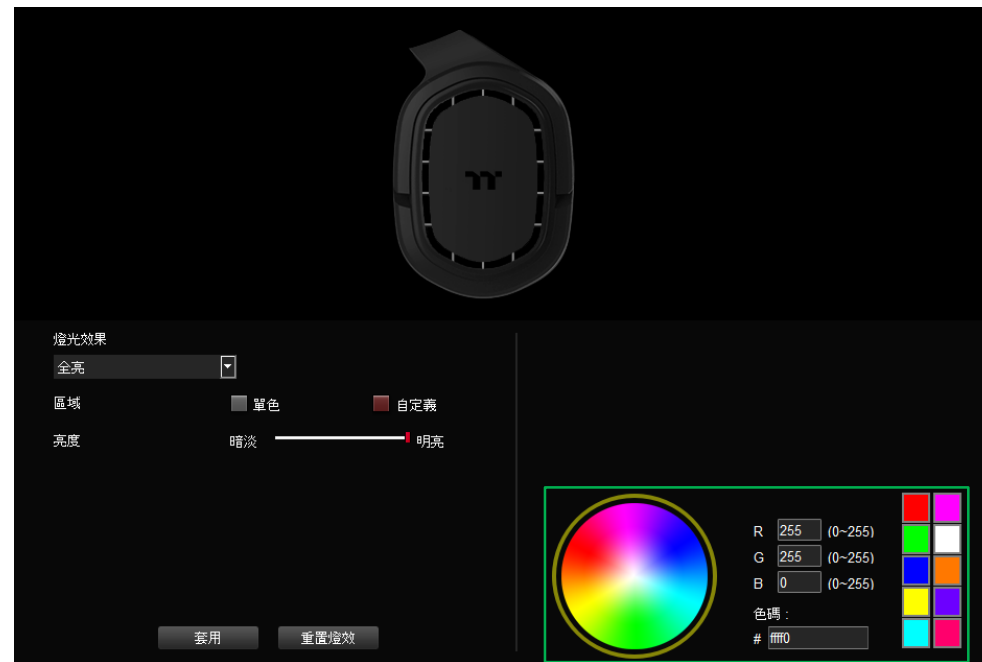 燈光效果
全亮
區域 單色 自定義
亮度 暗淡 明亮
R 255 (0~255)
G 255 (0~255)
B 0 (0~255)
色碼 :
# ffff0
套用 重置燈效